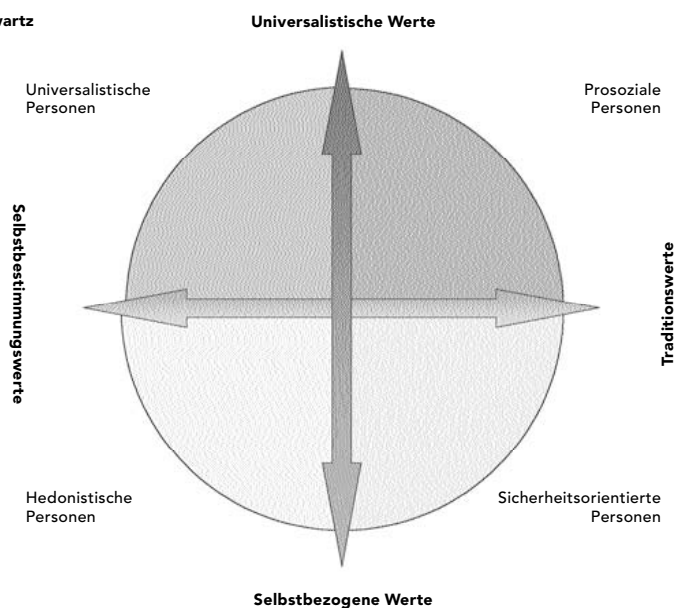 Universalistische Werte
Universalistische
Personen
Prosoziale
Personen
Selbstbestimmungswerte
Traditionswerte
Hedonistische
Personen
Sicherheitsorientierte
Personen
Selbstbezogene Werte